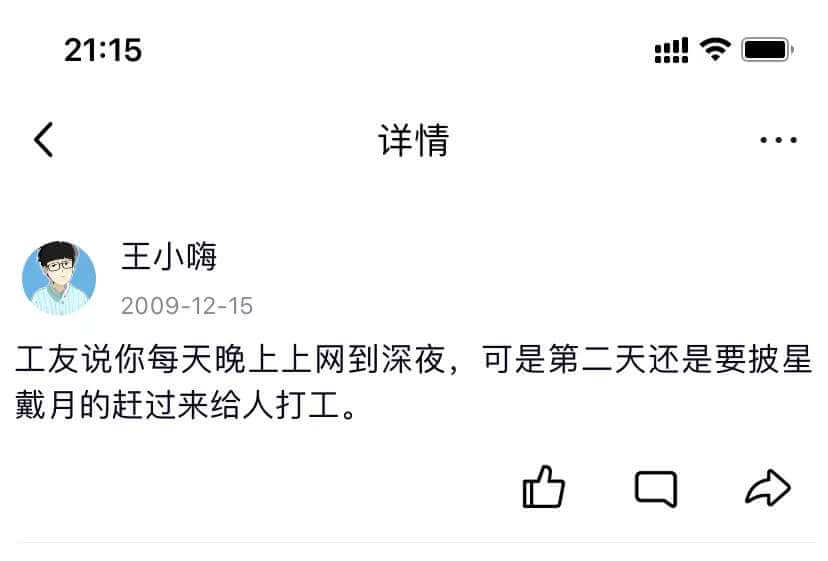 21:15
详情
王小嗨
2009-12-15
工友说你每天晚上上网到深夜，可是第二天还是要披星
戴月的赶过来给人打工。